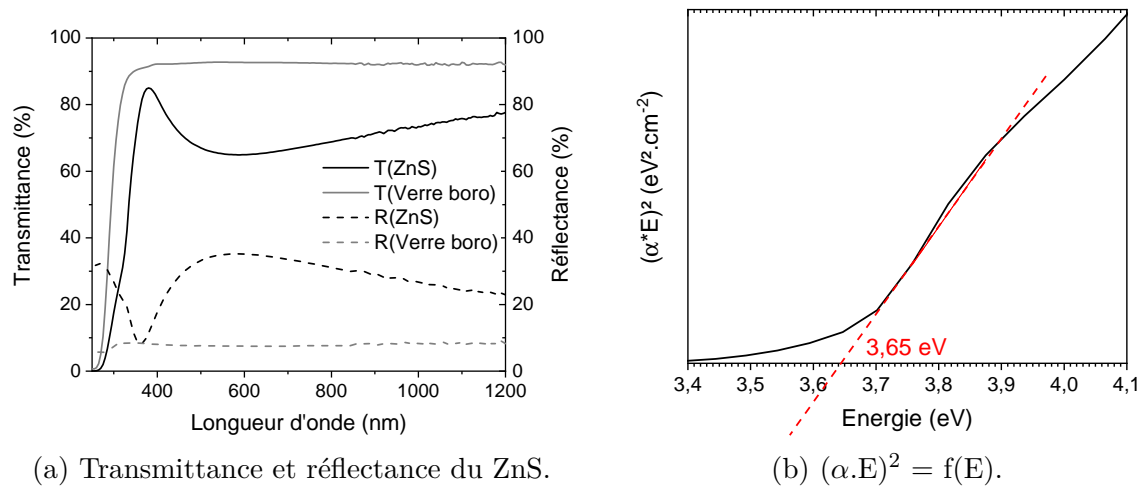 100
80
60
40
20
0
Transmittance (%)
400
600
800
1000
1200
Longueur d'onde (nm)
100
80
60
40
20
0
Réflectance (%)
T(ZnS)
T(Verre boro)
R(ZnS)
R(Verre boro)
(a) Transmittance et réflectance du ZnS.
(α*E)² (eV².cm⁻²)
3,65 eV
3,4
3,5
3,6
3,7
3,8
3,9
4,0
4,1
Energie (eV)
(b) (α.E)² = f(E).